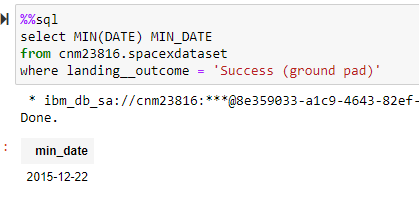 %%sql
select MIN(DATE) MIN_DATE
from cnm23816.spacexdataset
where landing__outcome = 'Success (ground pad)'
* ibm_db_sa://cnm23816:***@8e359033-a1c9-4643-82ef-
Done.
:
min_date
2015-12-22